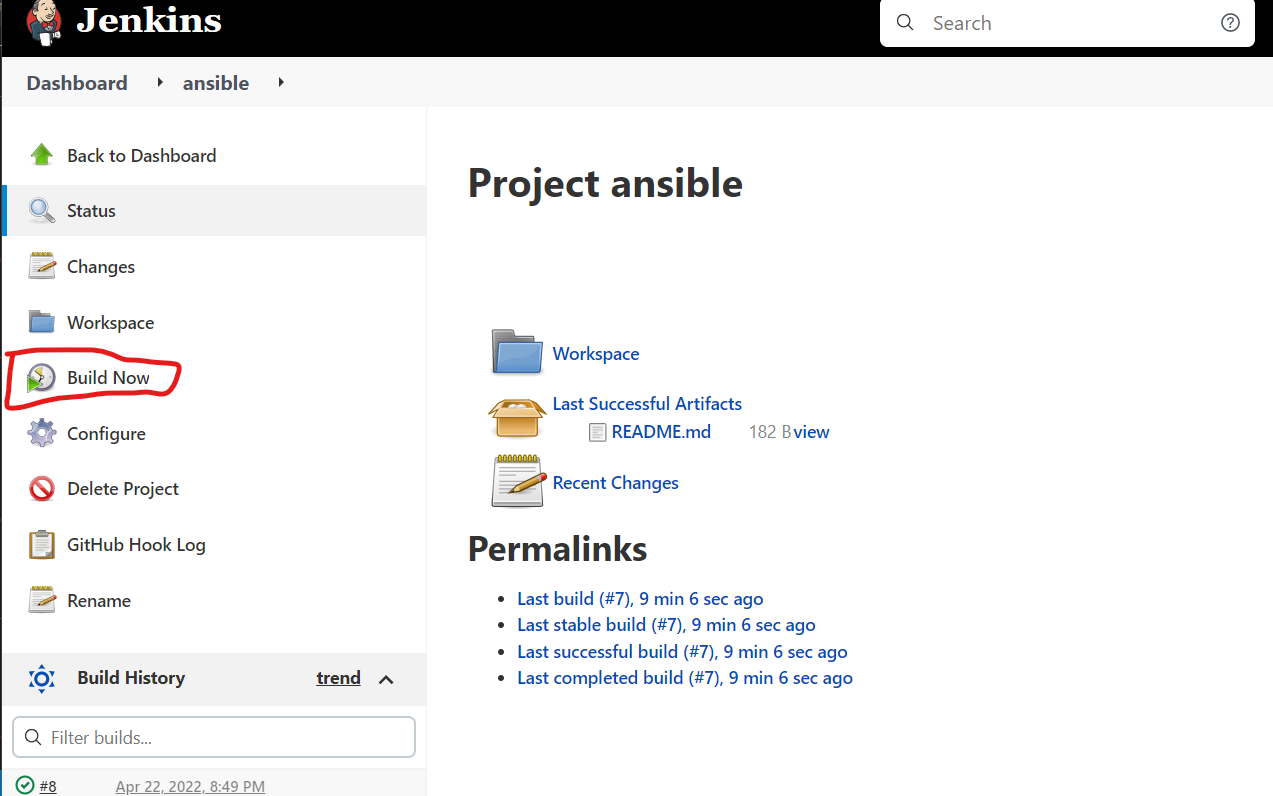 Jenkins
Search
Dashboard ansible
Back to Dashboard
Status
Changes
Workspace
Build Now
Configure
Delete Project
GitHub Hook Log
Rename
Build History trend
Filter builds...
#8 Apr 22, 2022, 8:49 PM
Project ansible
Workspace
Last Successful Artifacts
README.md 182 B view
Recent Changes
Permalinks
Last build (#7), 9 min 6 sec ago
Last stable build (#7), 9 min 6 sec ago
Last successful build (#7), 9 min 6 sec ago
Last completed build (#7), 9 min 6 sec ago